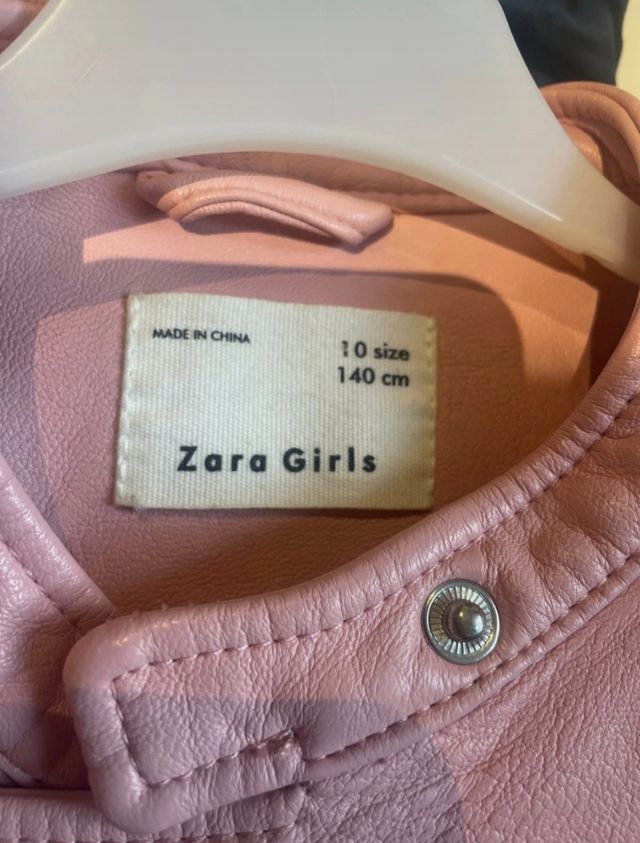 MADE IN CHINA
10 size
140 cm
Zara Girls